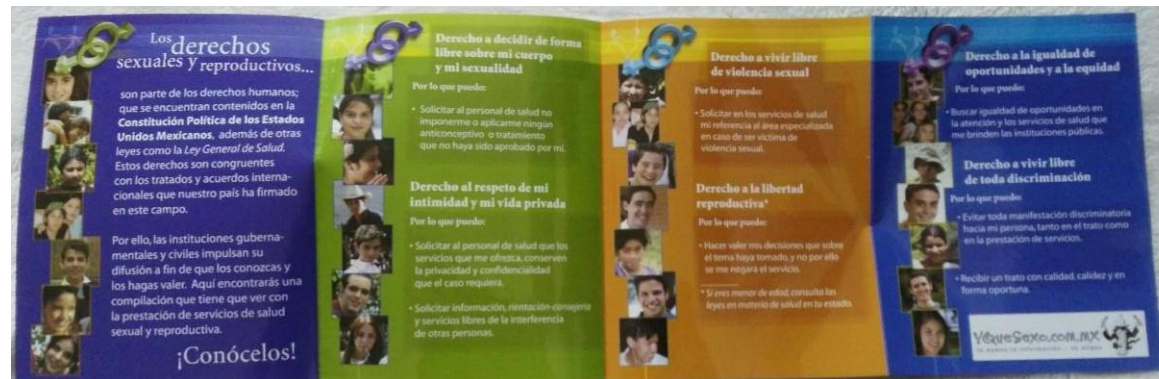 Los derechos
sexuales y reproductivos...
son parte de los derechos humanos;
que se encuentran contenidos en la
Constitución Política de los Estados
Unidos Mexicanos, además de otras
leyes como la Ley General de Salud.
Estos derechos son congruentes
con los tratados y acuerdos interna-
cionales que nuestro país ha firmado
en este campo.
Por ello, las instituciones guberna-
mentales y civiles impulsan su
difusión a fin de que los conozcas y
los hagas valer. Aquí encontrarás una
compilación que tiene que ver con
la prestación de servicios de salud
sexual y reproductiva.
¡Conócelos!
Derecho a decidir de forma
libre sobre mi cuerpo
y mi sexualidad
Por lo que puedo:
• Solicitar al personal de salud no
imponerme o aplicarme ningún
anticonceptivo o tratamiento
que no haya sido aprobado por mí.
Derecho al respeto de mi
intimidad y mi vida privada
Por lo que puedo:
• Solicitar al personal de salud que los
servicios que me ofrezca, conserven
la privacidad y confidencialidad
que el caso requiera.
• Solicitar información, rientación-consejería
y servicios libres de la interferencia
de otras personas.
Derecho a vivir libre
de violencia sexual
Por lo que puedo:
• Solicitar en los servicios de salud
mi referencia al área especializada
en caso de ser víctima de
violencia sexual.
Derecho a la libertad
reproductiva*
Por lo que puedo:
• Hacer valer mis decisiones que sobre
el tema haya tomado, y no por ello
se me negará el servicio.
* Si eres menor de edad, consulta las
leyes en materia de salud en tu estado.
Derecho a la igualdad de
oportunidades y a la equidad
Por lo que puedo:
• Buscar igualdad de oportunidades en
la atención y los servicios de salud que
me brinden las instituciones públicas.
Derecho a vivir libre
de toda discriminación
Por lo que puedo:
• Evitar toda manifestación discriminatoria
hacia mi persona, tanto en el trato como
en la prestación de servicios.
• Recibir un trato con calidad, calidez y en
forma oportuna.
YQueSexo.com.mx